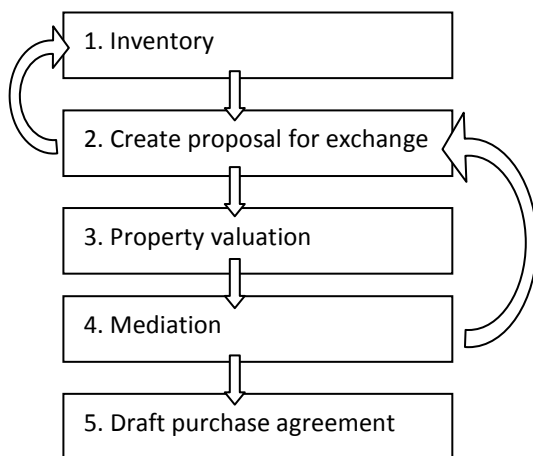 1. Inventory
2. Create proposal for exchange
3. Property valuation
4. Mediation
5. Draft purchase agreement